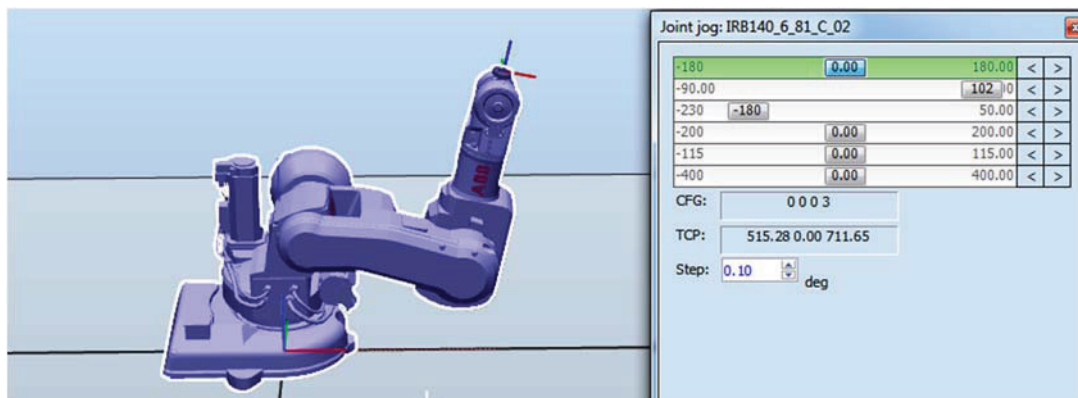 Joint jog: IRB140_6_81_C_02
-180 0.00 180.00 < >
-90.00 102 < >
-230 -180 50.00 < >
-200 0.00 200.00 < >
-115 0.00 115.00 < >
-400 0.00 400.00 < >
CFG: 0 0 0 3
TCP: 515.28 0.00 711.65
Step: 0.10 deg
ABB